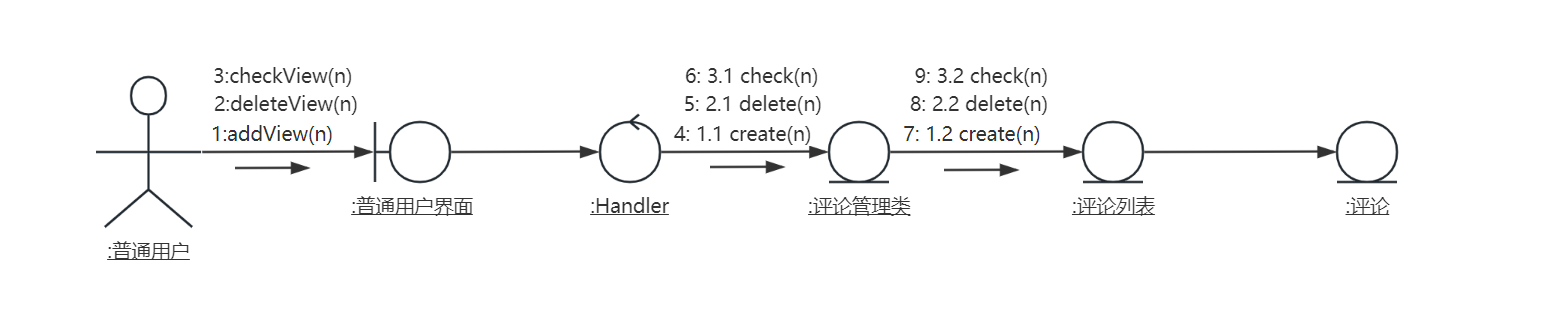 3:checkView(n)
2:deleteView(n)
1:addView(n)
6: 3.1 check(n)
5: 2.1 delete(n)
4: 1.1 create(n)
9: 3.2 check(n)
8: 2.2 delete(n)
7: 1.2 create(n)
:普通用户
:普通用户界面
:Handler
:评论管理类
:评论列表
:评论